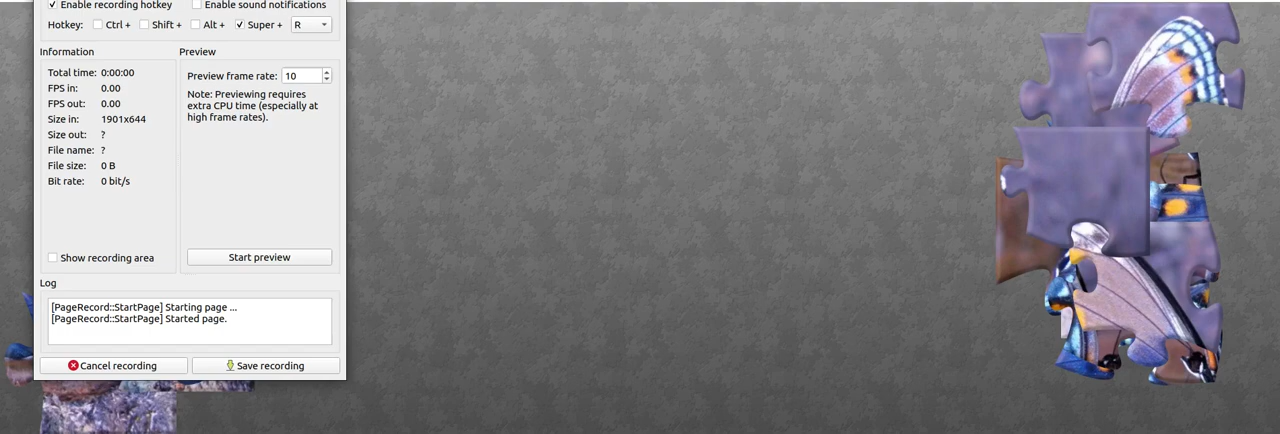 Enable recording hotkey Enable sound notifications
Hotkey: Ctrl + Shift + Alt + Super + R
Information
Total time: 0:00:00
FPS in: 0.00
FPS out: 0.00
Size in: 1901x644
Size out: ?
File name: ?
File size: 0 B
Bit rate: 0 bit/s
Show recording area
Preview
Preview frame rate: 10
Note: Previewing requires
extra CPU time (especially at
high frame rates).
Start preview
Log
[PageRecord::StartPage] Starting page ...
[PageRecord::StartPage] Started page.
Cancel recording Save recording